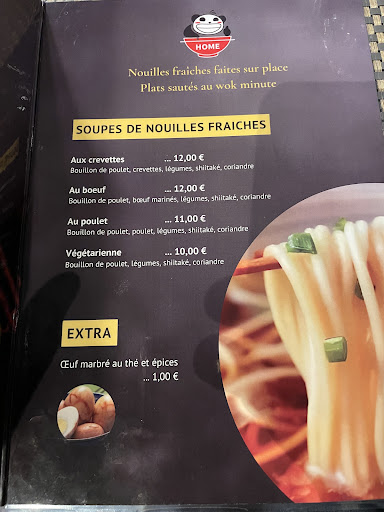 HOME
Nouilles fraiches faites sur place
Plats sautés au wok minute
SOUPES DE NOUILLES FRAICHES
Aux crevettes ... 12,00 €
Bouillon de poulet, crevettes, légumes, shiitaké, coriandre
Au boeuf ... 12,00 €
Bouillon de poulet, bœuf marinés, légumes, shiitaké, coriandre
Au poulet ... 11,00 €
Bouillon de poulet, poulet, légumes, shiitaké, coriandre
Végétarienne ... 10,00 €
Bouillon de poulet, légumes, shiitaké, coriandre
EXTRA
Œuf marbré au thé et épices
... 1,00 €